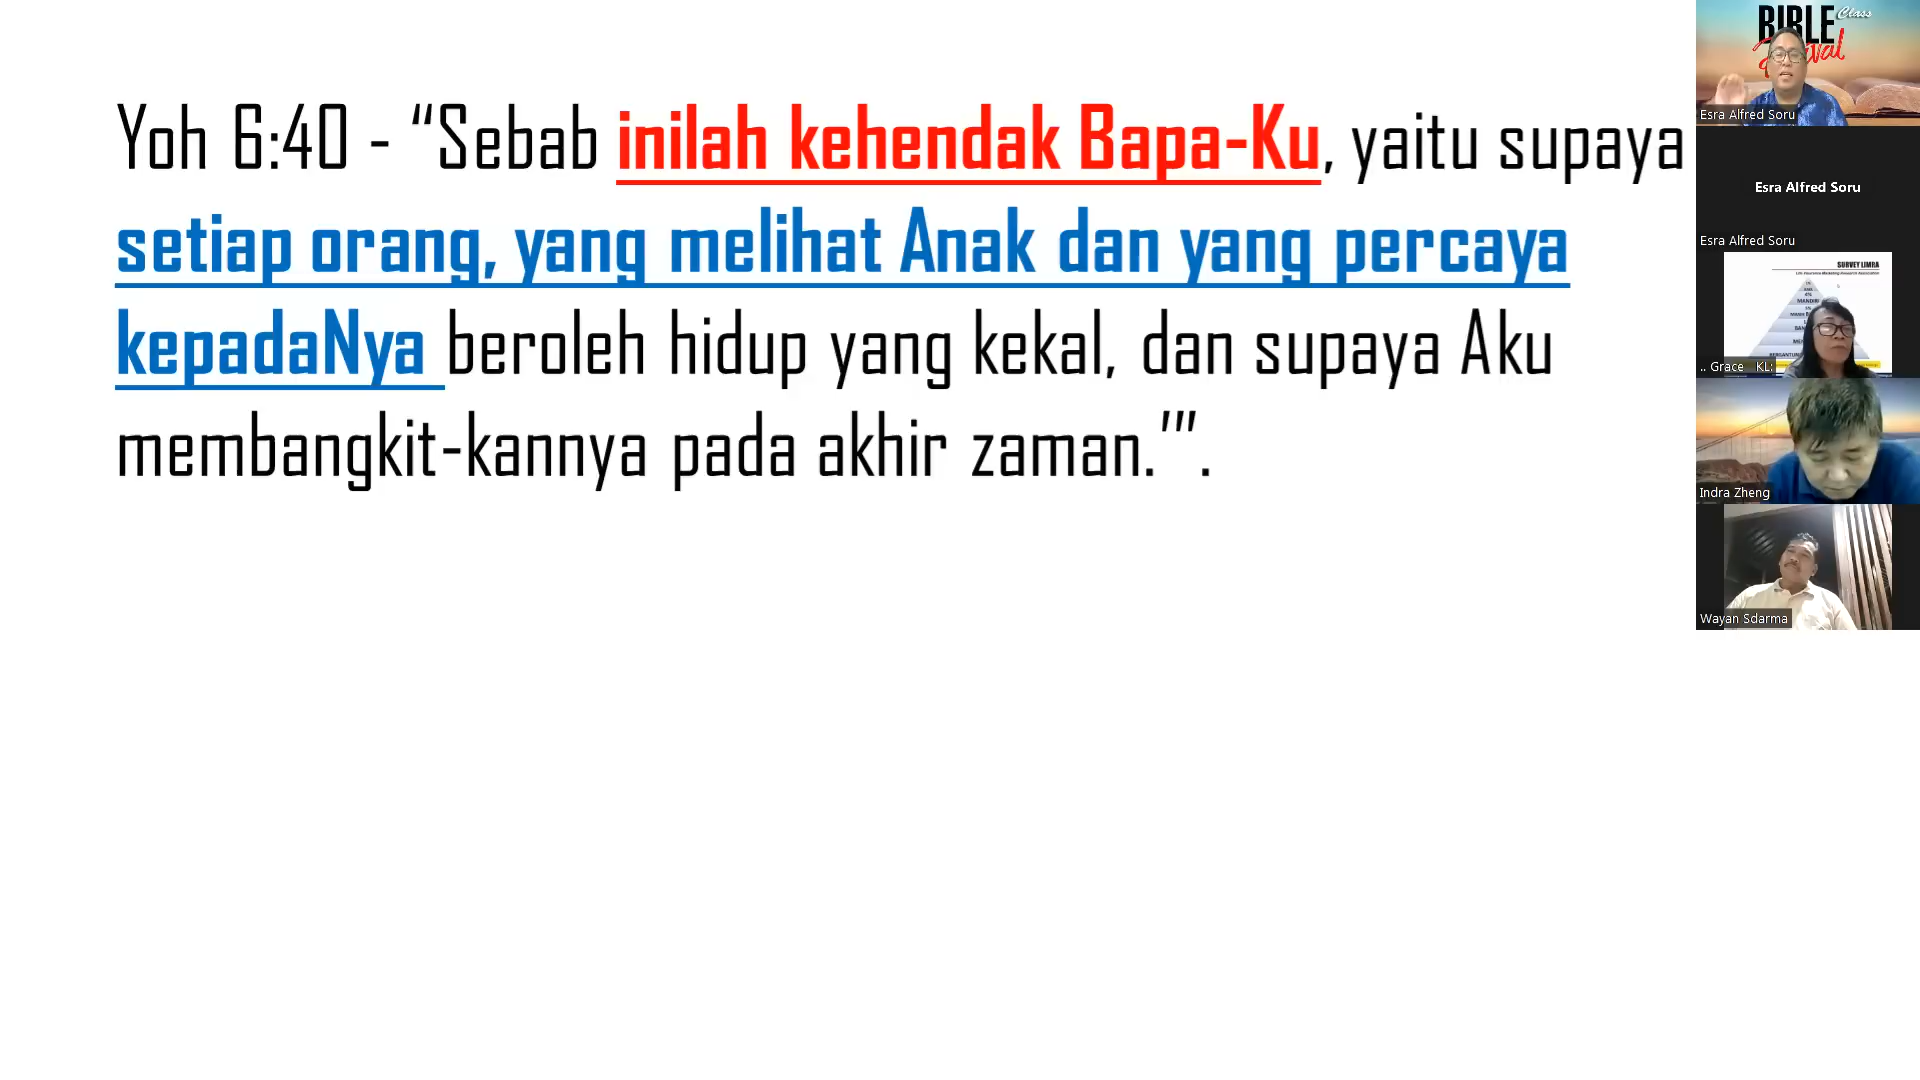 Yoh 6:40 - “Sebab inilah kehendak Bapa-Ku, yaitu supaya
setiap orang, yang melihat Anak dan yang percaya
kepadaNya beroleh hidup yang kekal, dan supaya Aku
membangkit-kannya pada akhir zaman.’”.
BIBLE Class
Esra Alfred Soru
Esra Alfred Soru
Esra Alfred Soru
SURVEY LIMRA
MANDIRI
.. Grace KL:
Indra Zheng
Wayan Sdarma